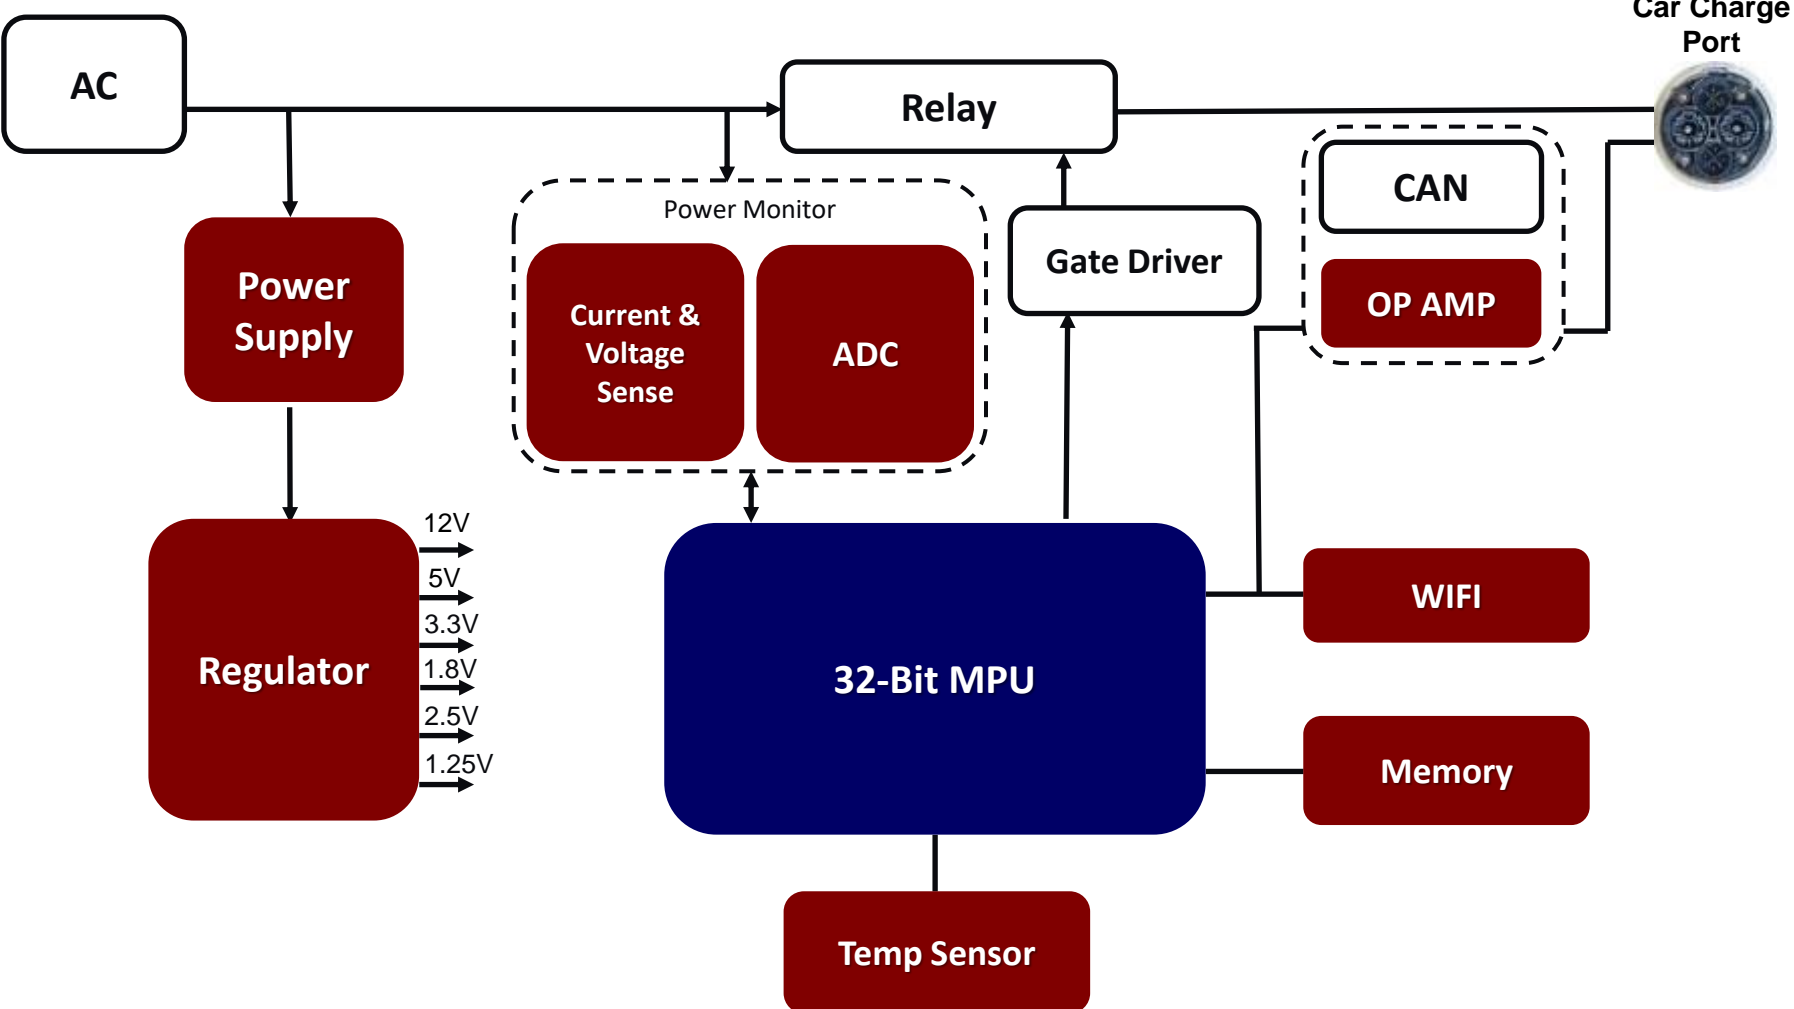 Car Charge
Port
AC
Relay
CAN
Power Monitor
Gate Driver
OP AMP
Power
Supply
Current &
Voltage
Sense
ADC
12V
5V
3.3V
1.8V
2.5V
1.25V
Regulator
32-Bit MPU
WIFI
Memory
Temp Sensor